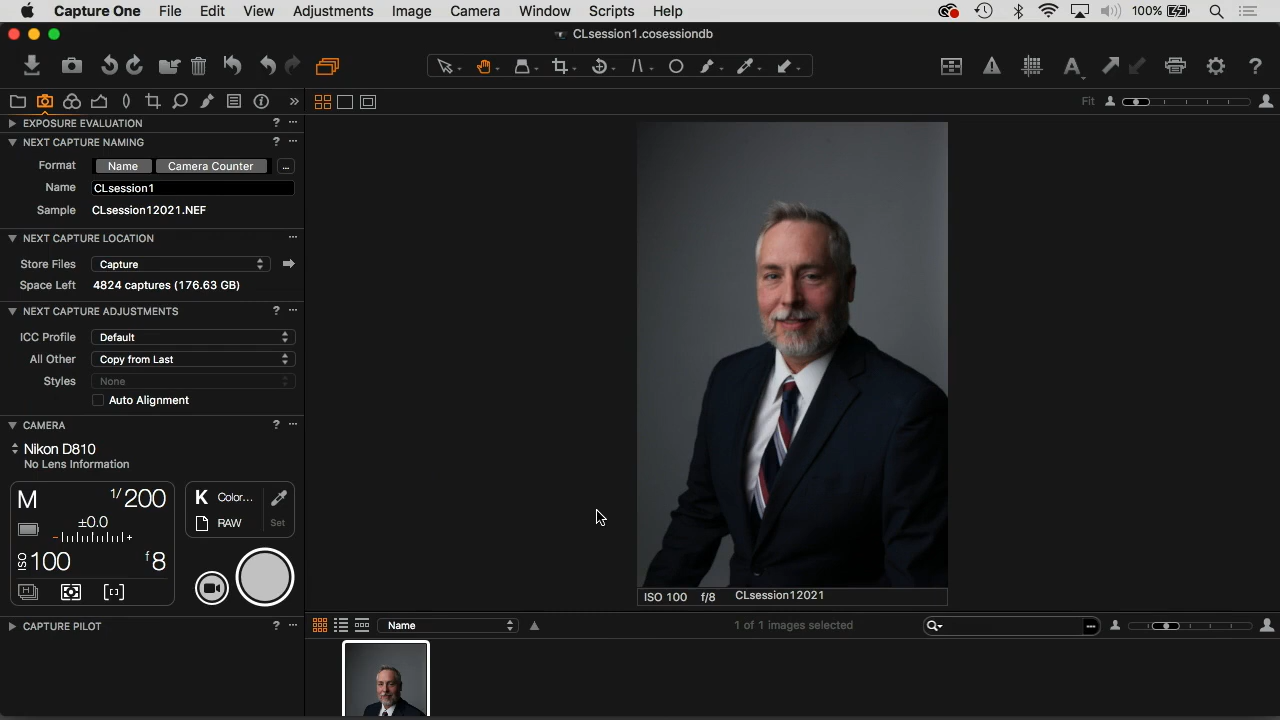 Capture One File Edit View Adjustments Image Camera Window Scripts Help 100%
CLsession1.cosessiondb
Fit
EXPOSURE EVALUATION ? ...
NEXT CAPTURE NAMING ? ...
Format Name Camera Counter ...
Name CLsession1
Sample CLsession12021.NEF
NEXT CAPTURE LOCATION ...
Store Files Capture
Space Left 4824 captures (176.63 GB)
NEXT CAPTURE ADJUSTMENTS ? ...
ICC Profile Default
All Other Copy from Last
Styles None
Auto Alignment
CAMERA ? ...
Nikon D810
No Lens Information
M 1/200
±0.0
- +
ISO 100 f8
H
K Color...
RAW Set
ISO 100 f/8 CLsession12021
CAPTURE PILOT ? ...
Name 1 of 1 images selected